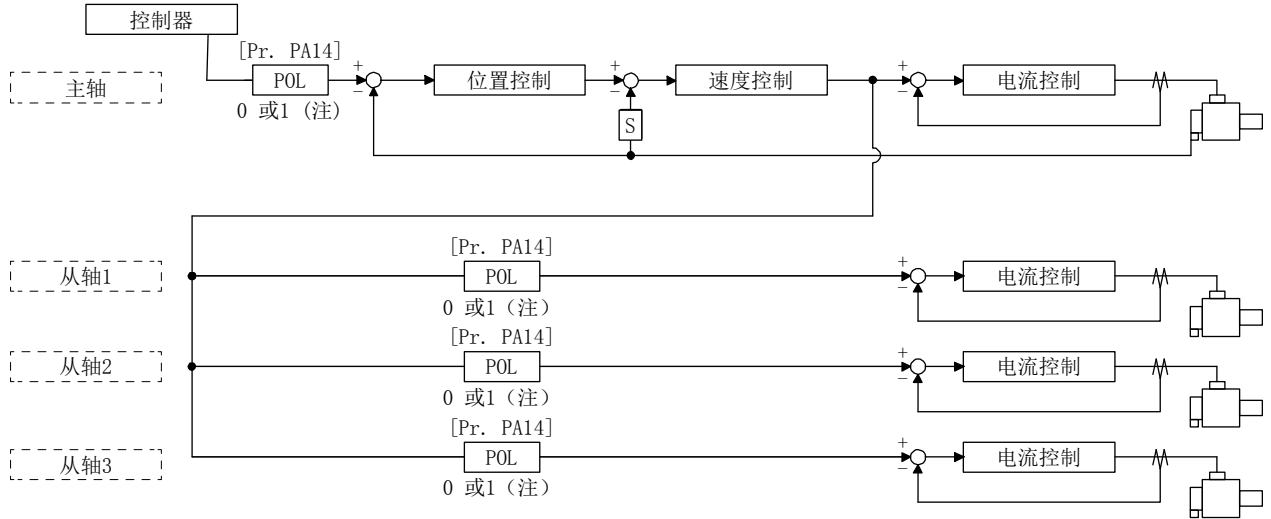 控制器
[Pr. PA14]
主轴
POL
+
−
位置控制
+
−
速度控制
+
−
电流控制
0 或1 (注)
S
[Pr. PA14]
从轴1
POL
+
−
电流控制
0 或1（注）
[Pr. PA14]
从轴2
POL
+
−
电流控制
0 或1（注）
[Pr. PA14]
从轴3
POL
+
−
电流控制
0 或1（注）